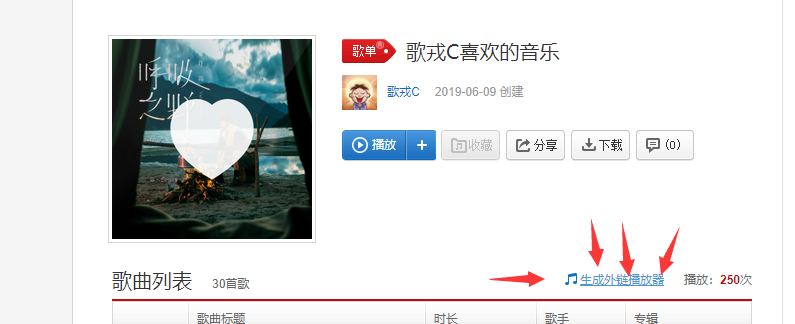 呼吸
之野
歌单
歌戎C喜欢的音乐
歌戎C 2019-06-09 创建
播放 + 收藏 分享 下载 (0)
歌曲列表 30首歌 生成外链播放器 播放：250次
歌曲标题 时长 歌手 专辑